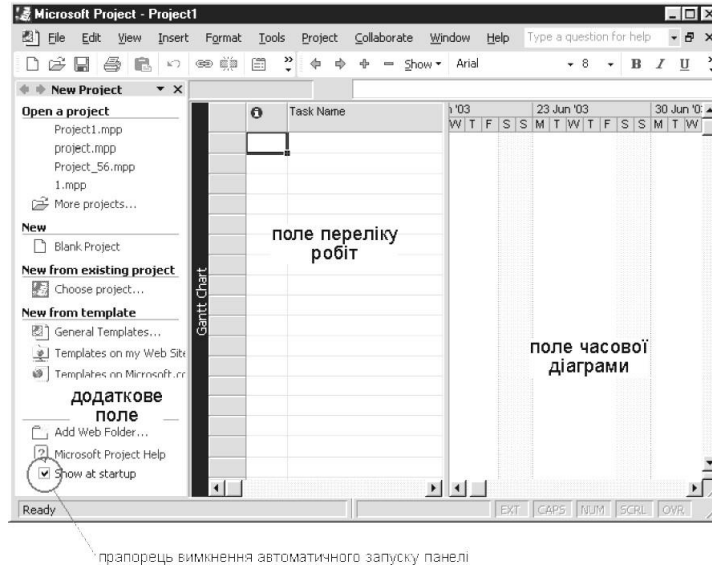 Microsoft Project - Project1
File Edit View Insert Format Tools Project Collaborate Window Help Type a question for help
Show Arial 8 B I U
New Project
Open a project
Project1.mpp
project.mpp
Project_56.mpp
1.mpp
More projects...
New
Blank Project
New from existing project
Choose project...
New from template
General Templates...
Templates on my Web Site
Templates on Microsoft.co
додаткове
поле
Add Web Folder...
Microsoft Project Help
Show at startup
Gantt Chart
Task Name
поле переліку
робіт
'03 23 Jun '03 30 Jun '0
W T F S S M T W T F S S M T W
поле часової
діаграми
Ready EXT CAPS NUM SCRL OVR
прапорець вимкнення автоматичного запуску панелі